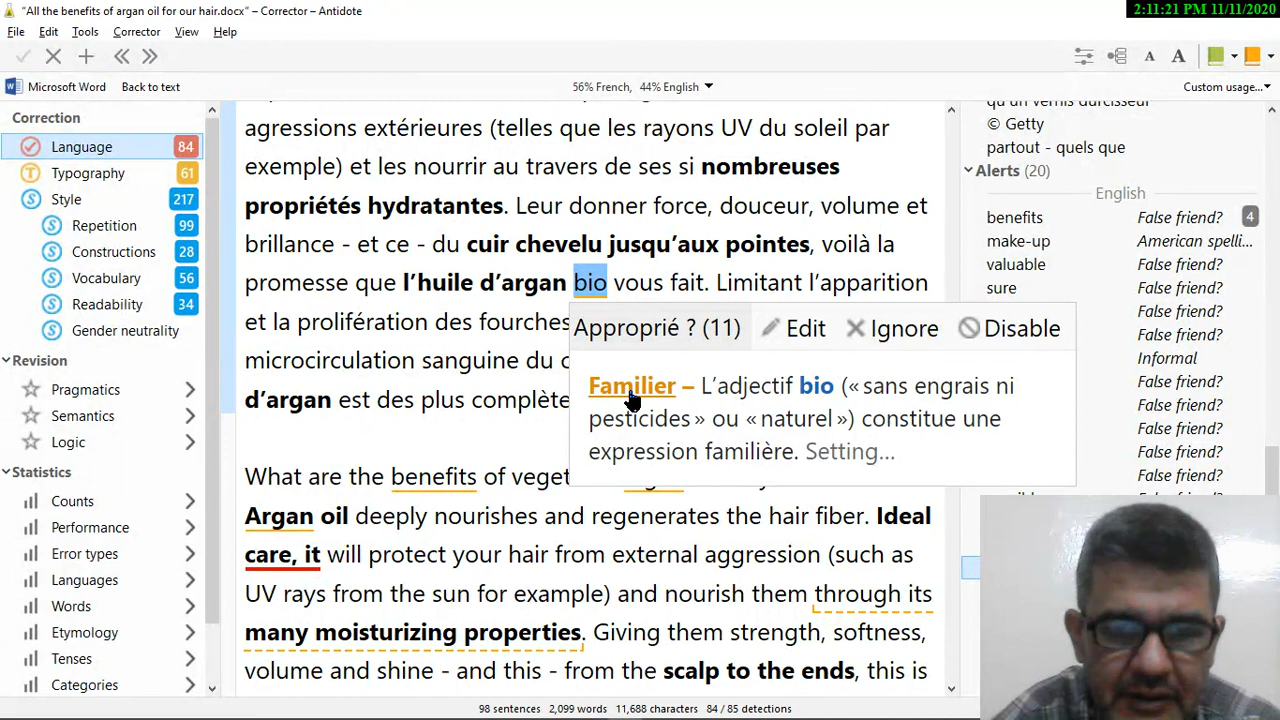 "All the benefits of argan oil for our hair.docx" – Corrector – Antidote
2:11:21 PM 11/11/2020
File Edit Tools Corrector View Help
A A
Microsoft Word Back to text
56% French, 44% English
Custom usage...
Correction
Language 84
Typography 61
Style 217
Repetition 99
Constructions 28
Vocabulary 56
Readability 34
Gender neutrality
Revision
Pragmatics
Semantics
Logic
Statistics
Counts
Performance
Error types
Languages
Words
Etymology
Tenses
Categories
agressions extérieures (telles que les rayons UV du soleil par
exemple) et les nourrir au travers de ses si nombreuses
propriétés hydratantes. Leur donner force, douceur, volume et
brillance - et ce - du cuir chevelu jusqu'aux pointes, voilà la
promesse que l'huile d'argan bio vous fait. Limitant l'apparition
et la prolifération des fourches
microcirculation sanguine du c
d'argan est des plus complète
Approprié ? (11) Edit Ignore Disable
Familier – L'adjectif bio (« sans engrais ni
pesticides » ou « naturel ») constitue une
expression familière. Setting...
What are the benefits of veget
Argan oil deeply nourishes and regenerates the hair fiber. Ideal
care, it will protect your hair from external aggression (such as
UV rays from the sun for example) and nourish them through its
many moisturizing properties. Giving them strength, softness,
volume and shine - and this - from the scalp to the ends, this is
qu'un vernis durcisseur
© Getty
partout - quels que
Alerts (20)
English
benefits False friend? 4
make-up American spelli...
valuable False friend?
sure False friend?
False friend?
False friend?
Informal
False friend?
False friend?
False friend?
False friend?
False friend?
False friend?
98 sentences 2,099 words 11,688 characters 84 / 85 detections